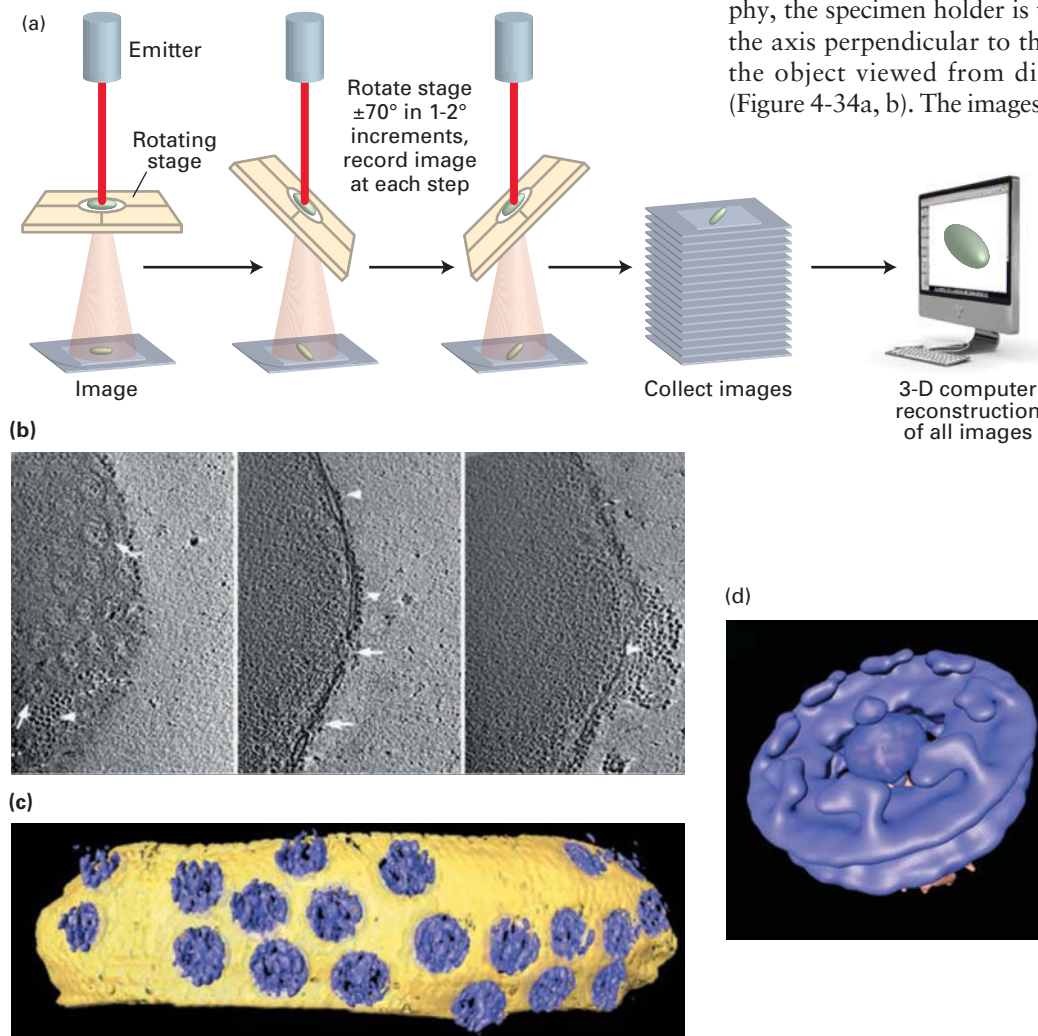 (a)
Emitter
Rotating
stage
Rotate stage
±70° in 1-2°
increments,
record image
at each step
Image
Collect images
3-D computer
reconstruction
of all images
phy, the specimen holder is
the axis perpendicular to th
the object viewed from di
(Figure 4-34a, b). The images
(b)
(c)
(d)